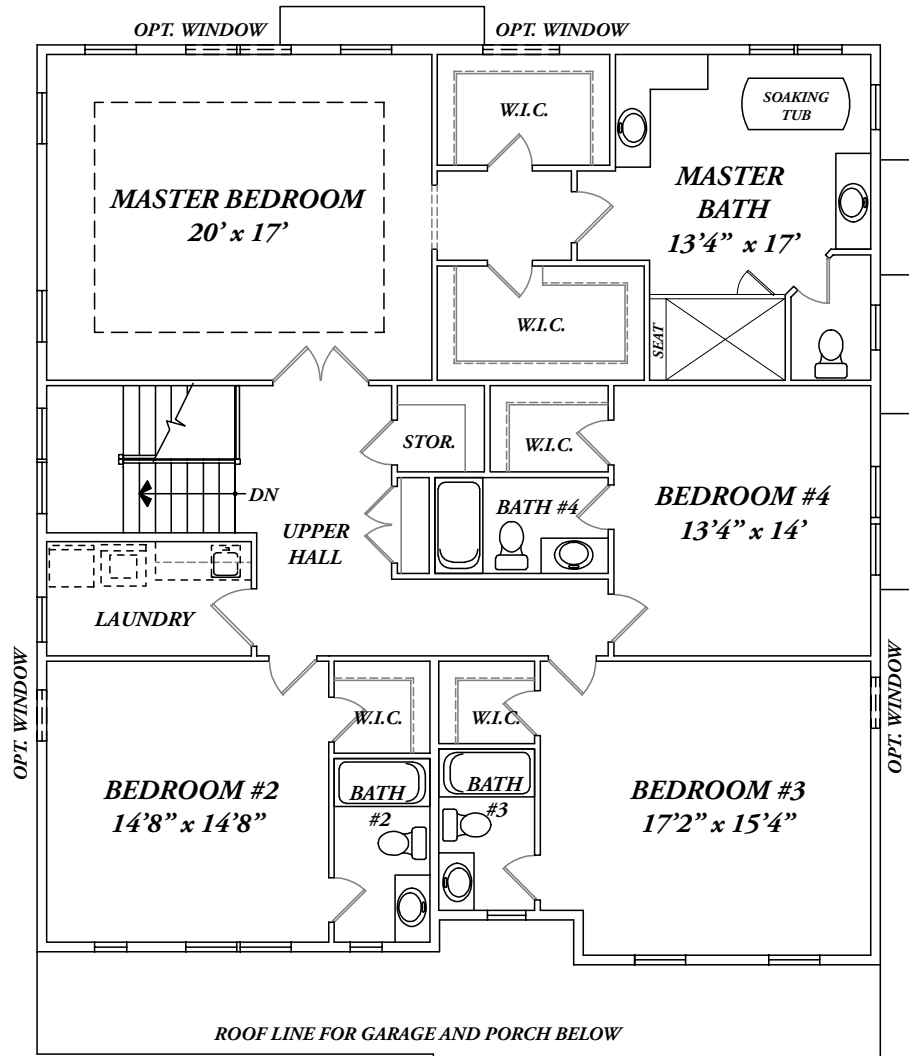 OPT. WINDOW
OPT. WINDOW
W.I.C.
SOAKING
TUB
MASTER BEDROOM
20' x 17'
MASTER
BATH
13'4” x 17'
W.I.C.
SEAT
STOR.
W.I.C.
DN
BATH #4
BEDROOM #4
13'4” x 14'
UPPER
HALL
LAUNDRY
OPT. WINDOW
OPT. WINDOW
W.I.C.
W.I.C.
BEDROOM #2
14'8” x 14'8”
BATH
#2
BATH
#3
BEDROOM #3
17'2” x 15'4”
ROOF LINE FOR GARAGE AND PORCH BELOW